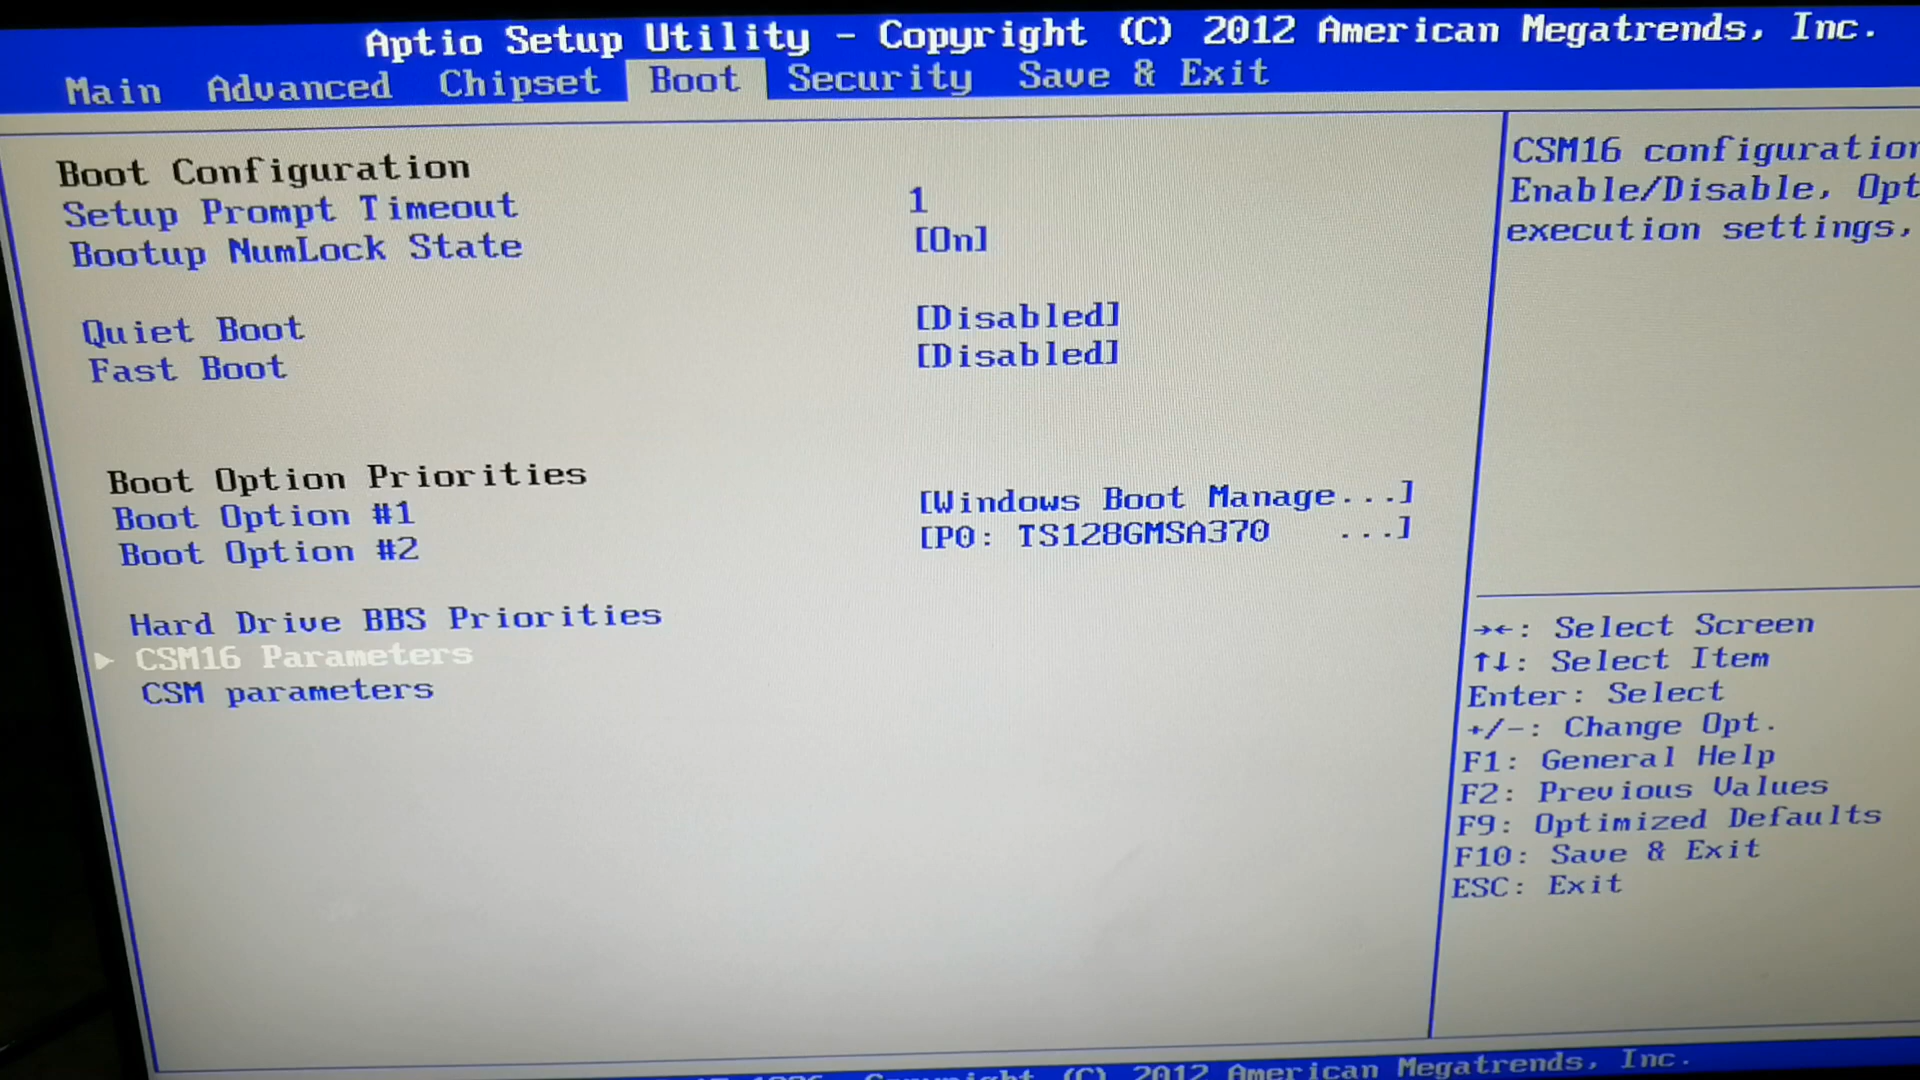 Aptio Setup Utility - Copyright (C) 2012 American Megatrends, Inc.
Main Advanced Chipset Boot Security Save & Exit
Boot Configuration
Setup Prompt Timeout 1
Bootup NumLock State [On]
Quiet Boot [Disabled]
Fast Boot [Disabled]
Boot Option Priorities
Boot Option #1 [Windows Boot Manage...]
Boot Option #2 [P0: TS128GMSA370 ...]
Hard Drive BBS Priorities
▶ CSM16 Parameters
CSM parameters
CSM16 configuration
Enable/Disable, Opt
execution settings,
→←: Select Screen
↑↓: Select Item
Enter: Select
+/-: Change Opt.
F1: General Help
F2: Previous Values
F9: Optimized Defaults
F10: Save & Exit
ESC: Exit
Copyright (C) 2012 American Megatrends, Inc.